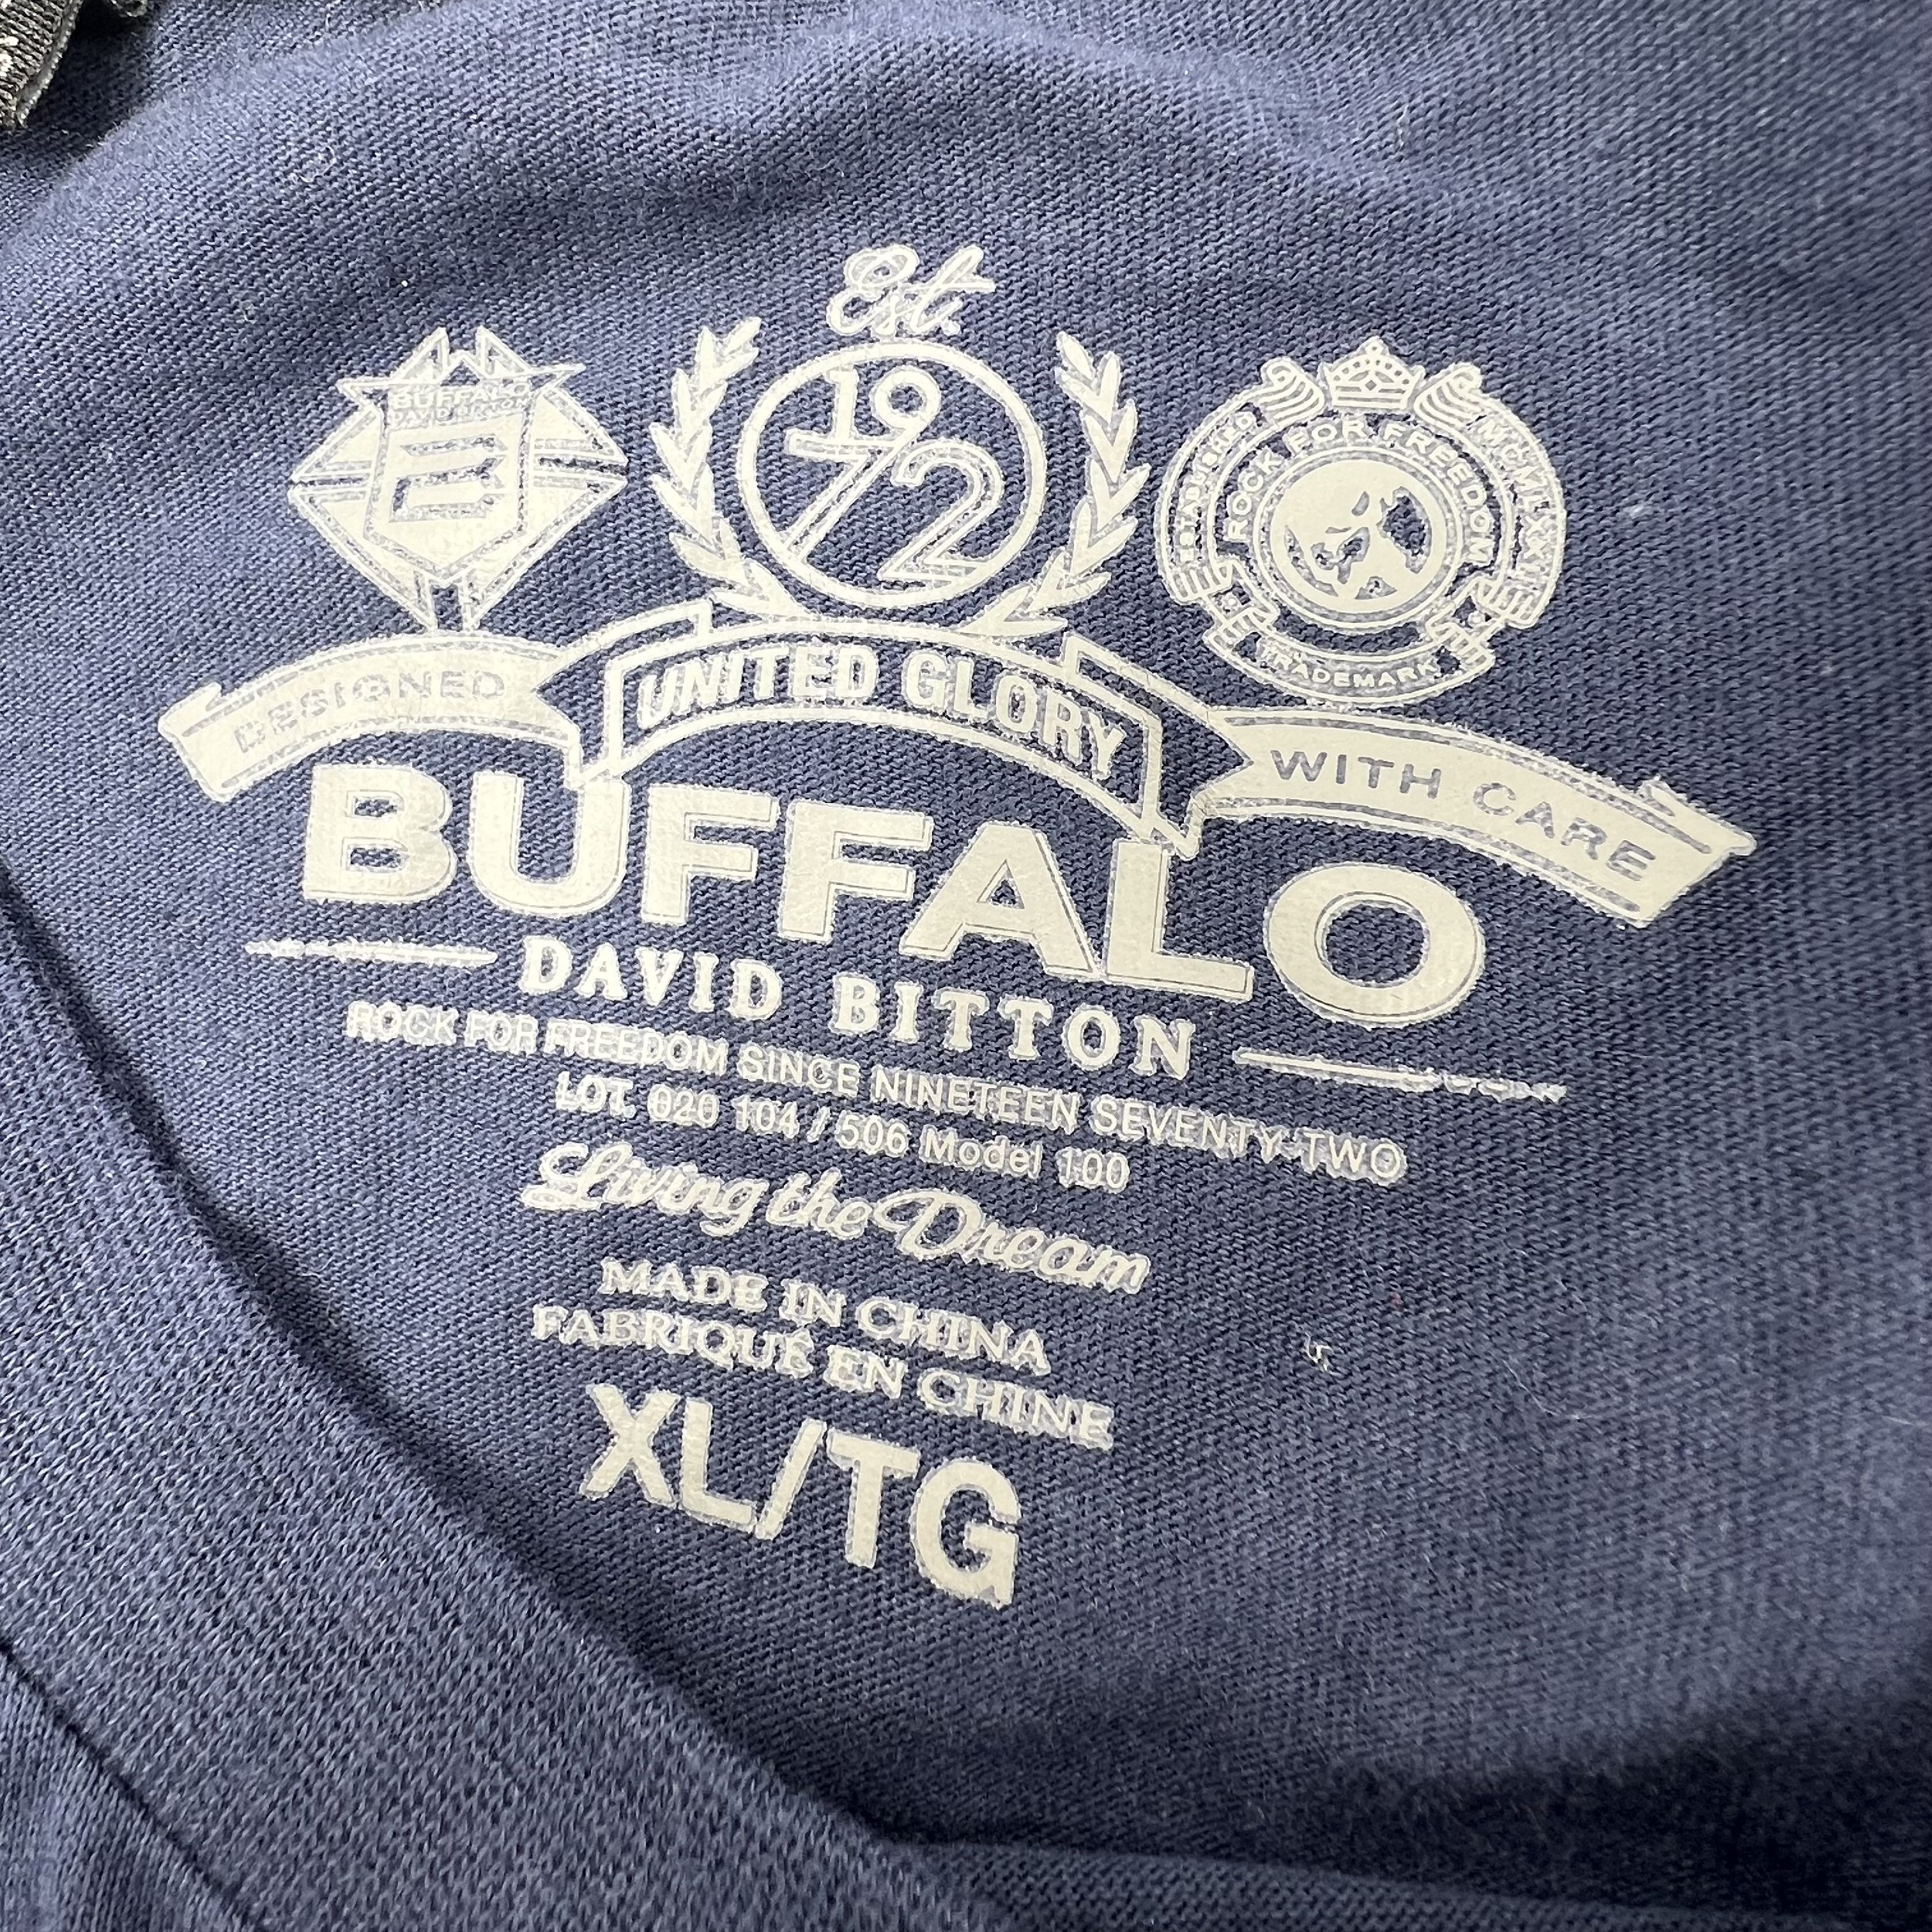 Est.
1972
BUFFALO
DAVID BITTON
B
ESTABLISHED
ROCK FOR FREEDOM
TRADEMARK
DESIGNED
UNITED GLORY
WITH CARE
BUFFALO
DAVID BITTON
ROCK FOR FREEDOM SINCE NINETEEN SEVENTY-TWO
LOT. 020 104 / 506 Model 100
Living the Dream
MADE IN CHINA
FABRIQUÉ EN CHINE
XL/TG